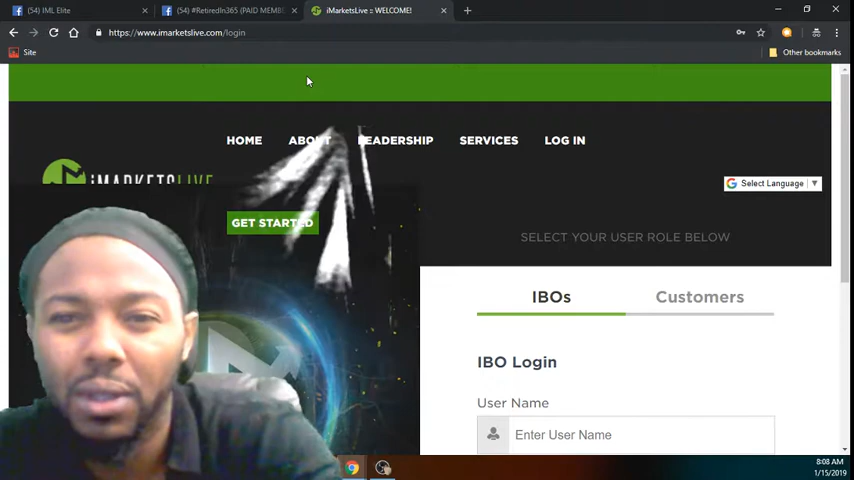 (54) IML Elite
(54) #RetiredIn365 (PAID MEMBE
iMarketsLive :: WELCOME!
https://www.imarketslive.com/login
Site
Other bookmarks
HOME ABOUT LEADERSHIP SERVICES LOG IN
iMARKETSLIVE
Select Language
GET STARTED
SELECT YOUR USER ROLE BELOW
IBOs Customers
IBO Login
User Name
Enter User Name
8:08 AM
1/15/2019